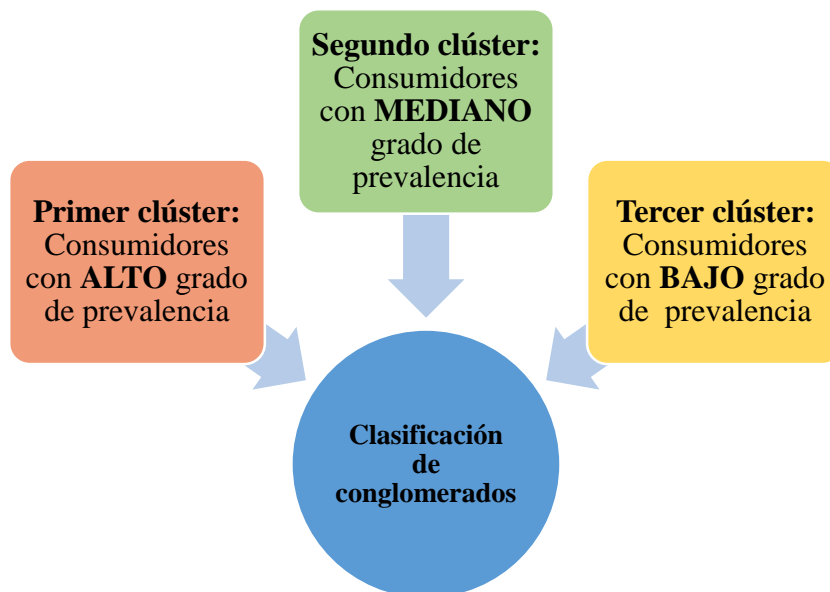 Segundo clúster:
Consumidores
con MEDIANO
grado de
prevalencia
Primer clúster:
Consumidores
con ALTO grado
de prevalencia
Tercer clúster:
Consumidores
con BAJO grado
de prevalencia
Clasificación
de
conglomerados